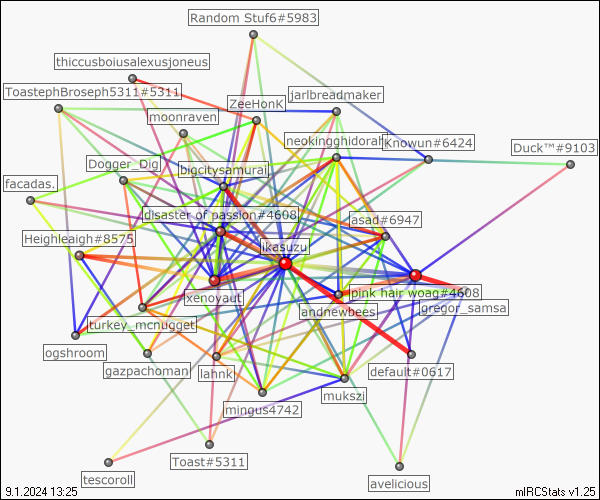 Random Stuf6#5983
thiccusboiusalexusjoneus
ToastephBroseph5311#5311
jarlbreadmaker
ZeeHonK
moonraven
neokingghidorah
Knowun#6424
Duck™#9103
Dogger_Dig
bigcitysamurai
facadas.
disaster of passion#4608
asad#6947
Heighleaigh#8575
ikasuzu
xenoyaut
pink hair woag#4608
gregor_samsa
andnewbees
turkey_mcnugget
ogshroom
gazpachoman
lahnk
default#0617
mukszi
mingus4742
Toast#5311
tescoroll
avelicious
9.1.2024 13:25
mIRCStats v1.25